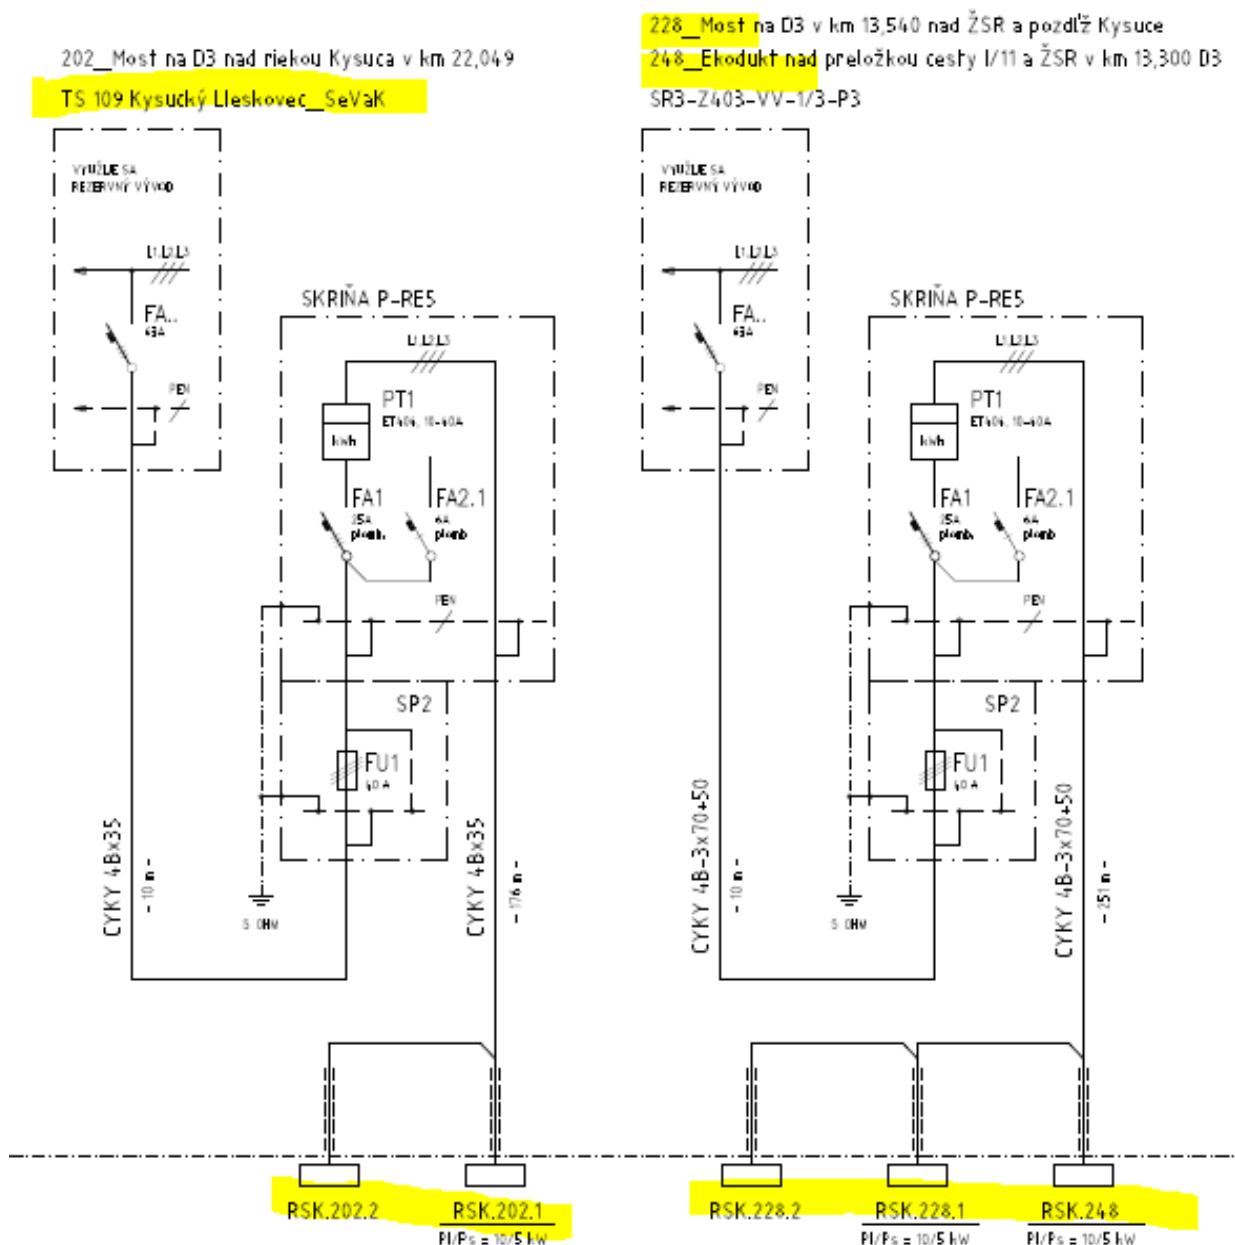 202_Most na D3 nad riekou Kysuca v km 22,049
TS 109 Kysucký Lieskovec_SeVaK
VYUŽIJE SA
REZERVNÝ VÝVOD
L1,L2,L3
FA..
63A
PEN
SKRIŇA P-RE5
L1,L2,L3
PT1
ET404, 10-40A
kWh
FA1
25A
plomb.
FA2.1
6A
plomb
PEN
SP2
FU1
40 A
CYKY 4Bx35
- 10 m -
5 OHM
CYKY 4Bx35
- 176 m -
RSK.202.2
RSK.202.1
Pi/Ps = 10/5 kW
228_Most na D3 v km 13,540 nad ŽSR a pozdĺž Kysuce
248_Ekodukt nad preložkou cesty I/11 a ŽSR v km 13,300 D3
SR3-Z403-VV-1/3-P3
VYUŽIJE SA
REZERVNÝ VÝVOD
L1,L2,L3
FA..
63A
PEN
SKRIŇA P-RE5
L1,L2,L3
PT1
ET404, 10-40A
kWh
FA1
25A
plomb.
FA2.1
6A
plomb
PEN
SP2
FU1
40 A
CYKY 4B-3x70+50
- 10 m -
5 OHM
CYKY 4B-3x70+50
- 251 m -
RSK.228.2
RSK.228.1
Pi/Ps = 10/5 kW
RSK.248
Pi/Ps = 10/5 kW